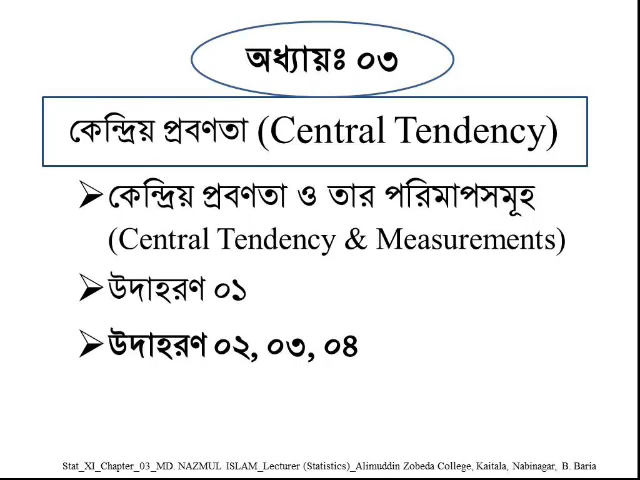 অধ্যায়ঃ ০৩
কেন্দ্রিয় প্রবণতা (Central Tendency)
➢কেন্দ্রিয় প্রবণতা ও তার পরিমাপসমূহ
(Central Tendency & Measurements)
➢উদাহরণ ০১
➢উদাহরণ ০২, ০৩, ০৪
Stat_XI_Chapter_03_MD. NAZMUL ISLAM_Lecturer (Statistics)_Alimuddin Zobeda College, Kaitala, Nabinagar, B. Baria